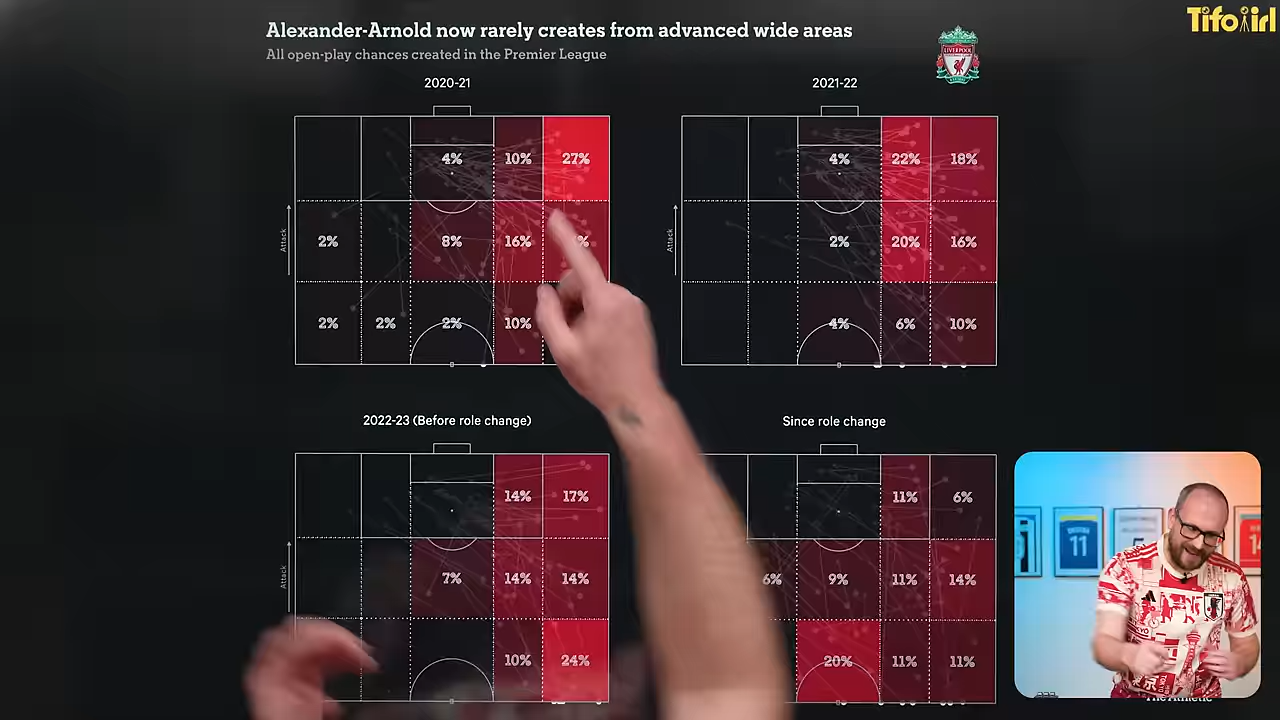 Alexander-Arnold now rarely creates from advanced wide areas
All open-play chances created in the Premier League
Tifo irl
LIVERPOOL
2020-21
2021-22
4% 10% 27%
4% 22% 18%
Attack
2% 8% 16%
Attack
2% 20% 16%
2% 2% 2% 10%
4% 6% 10%
2022-23 (Before role change)
Since role change
14% 17%
11% 6%
Attack
7% 14% 14%
6% 9% 11% 14%
10% 24%
20% 11% 11%
11